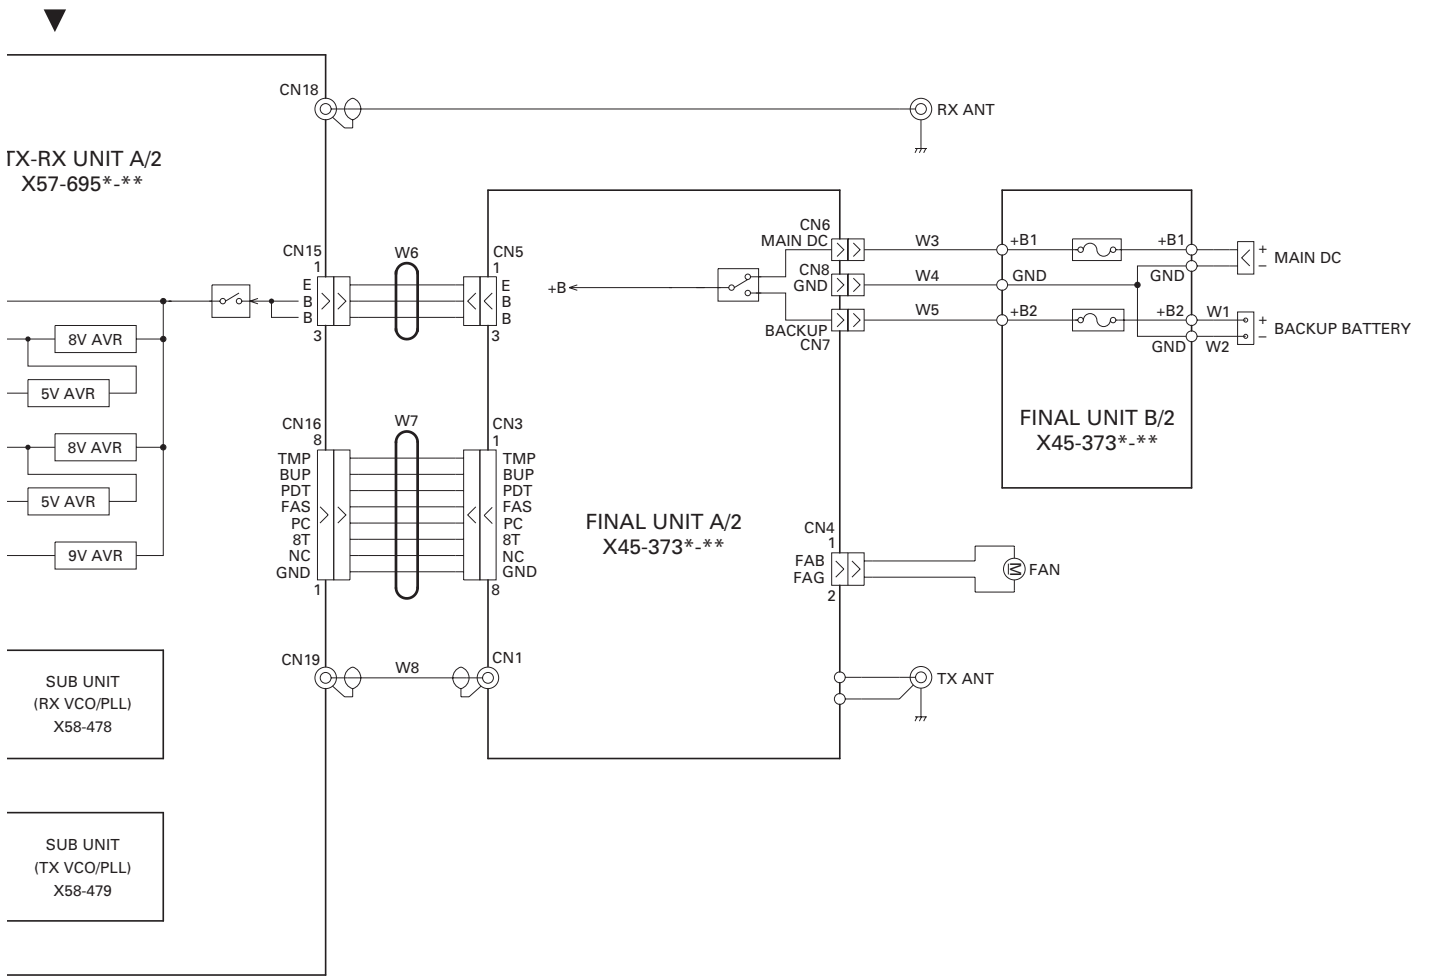 CN18
RX ANT
TX-RX UNIT A/2
X57-695*-**
CN15
1
E
B
B
3
W6
CN5
1
E
B
B
3
+B
CN6
MAIN DC
CN8
GND
BACKUP
CN7
W3
W4
W5
+B1
+B1
GND
GND
+B2
+B2
GND
W1
W2
+
−
MAIN DC
+
−
BACKUP BATTERY
FINAL UNIT B/2
X45-373*-**
8V AVR
5V AVR
8V AVR
5V AVR
9V AVR
CN16
8
TMP
BUP
PDT
FAS
PC
8T
NC
GND
1
W7
CN3
1
TMP
BUP
PDT
FAS
PC
8T
NC
GND
8
FINAL UNIT A/2
X45-373*-**
CN4
1
FAB
FAG
2
M
FAN
CN19
W8
CN1
TX ANT
SUB UNIT
(RX VCO/PLL)
X58-478
SUB UNIT
(TX VCO/PLL)
X58-479